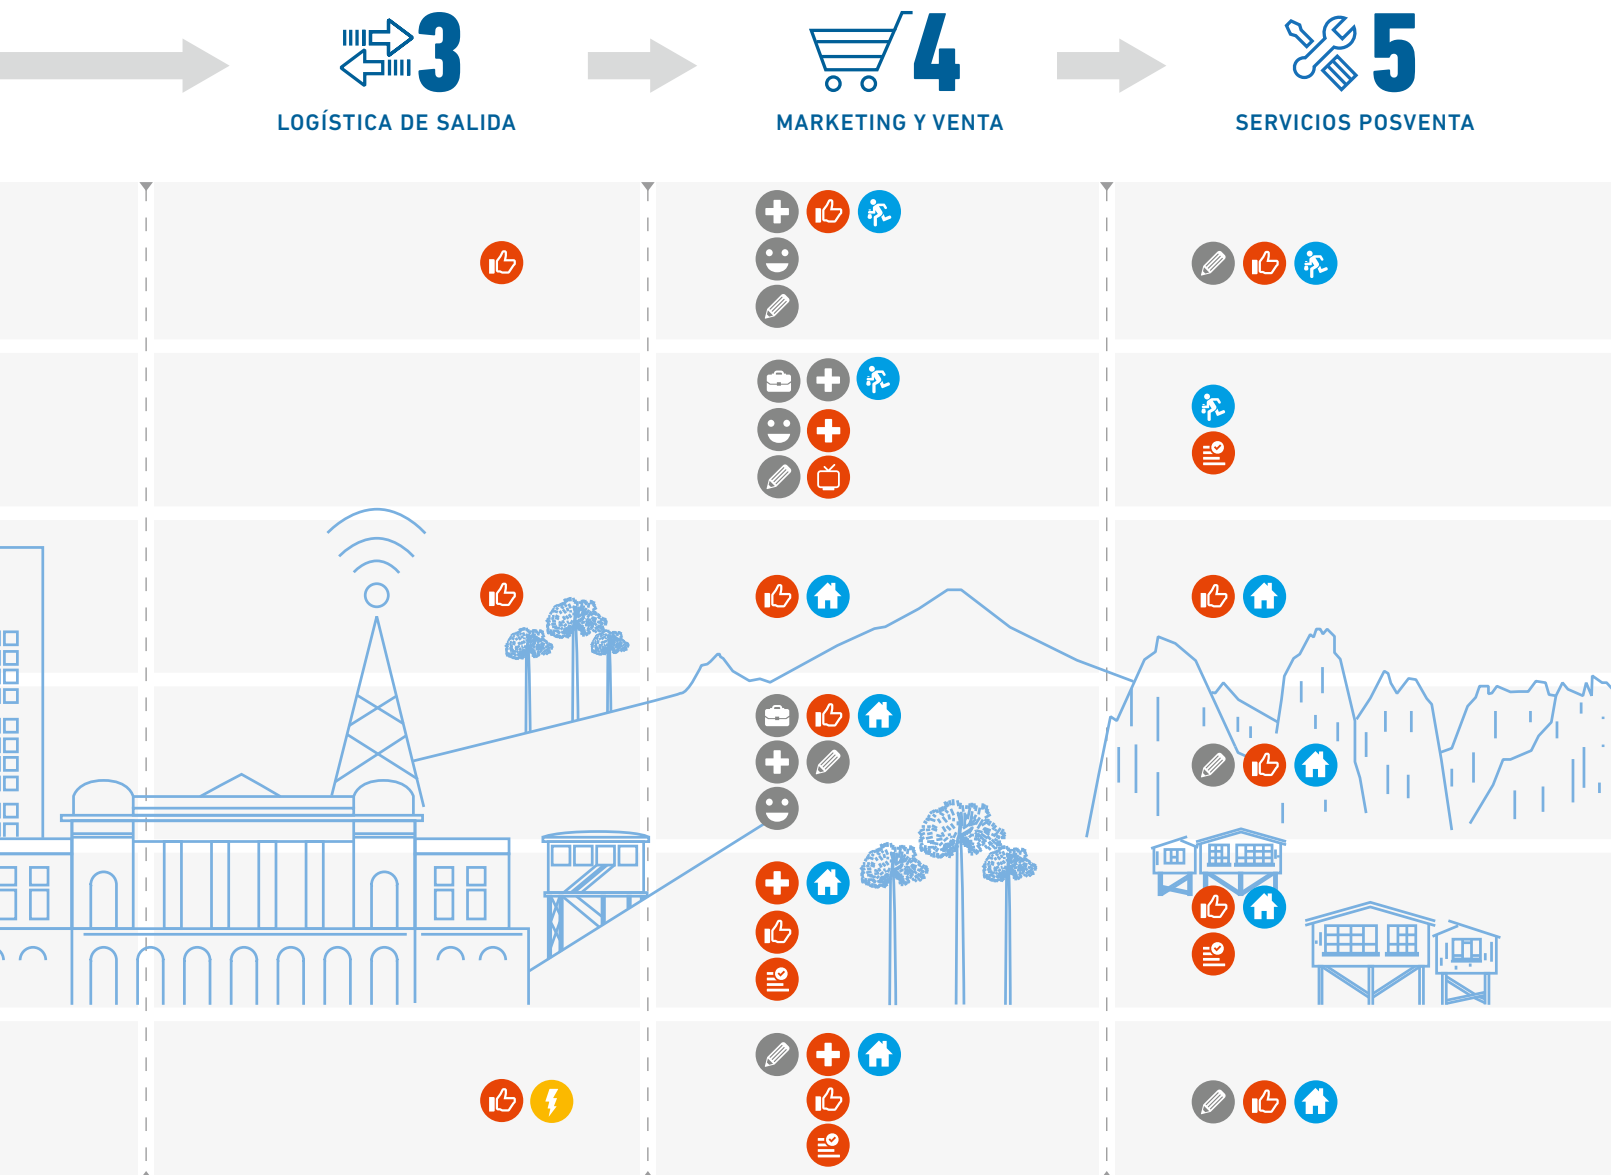 3
LOGÍSTICA DE SALIDA
4
MARKETING Y VENTA
5
SERVICIOS POSVENTA